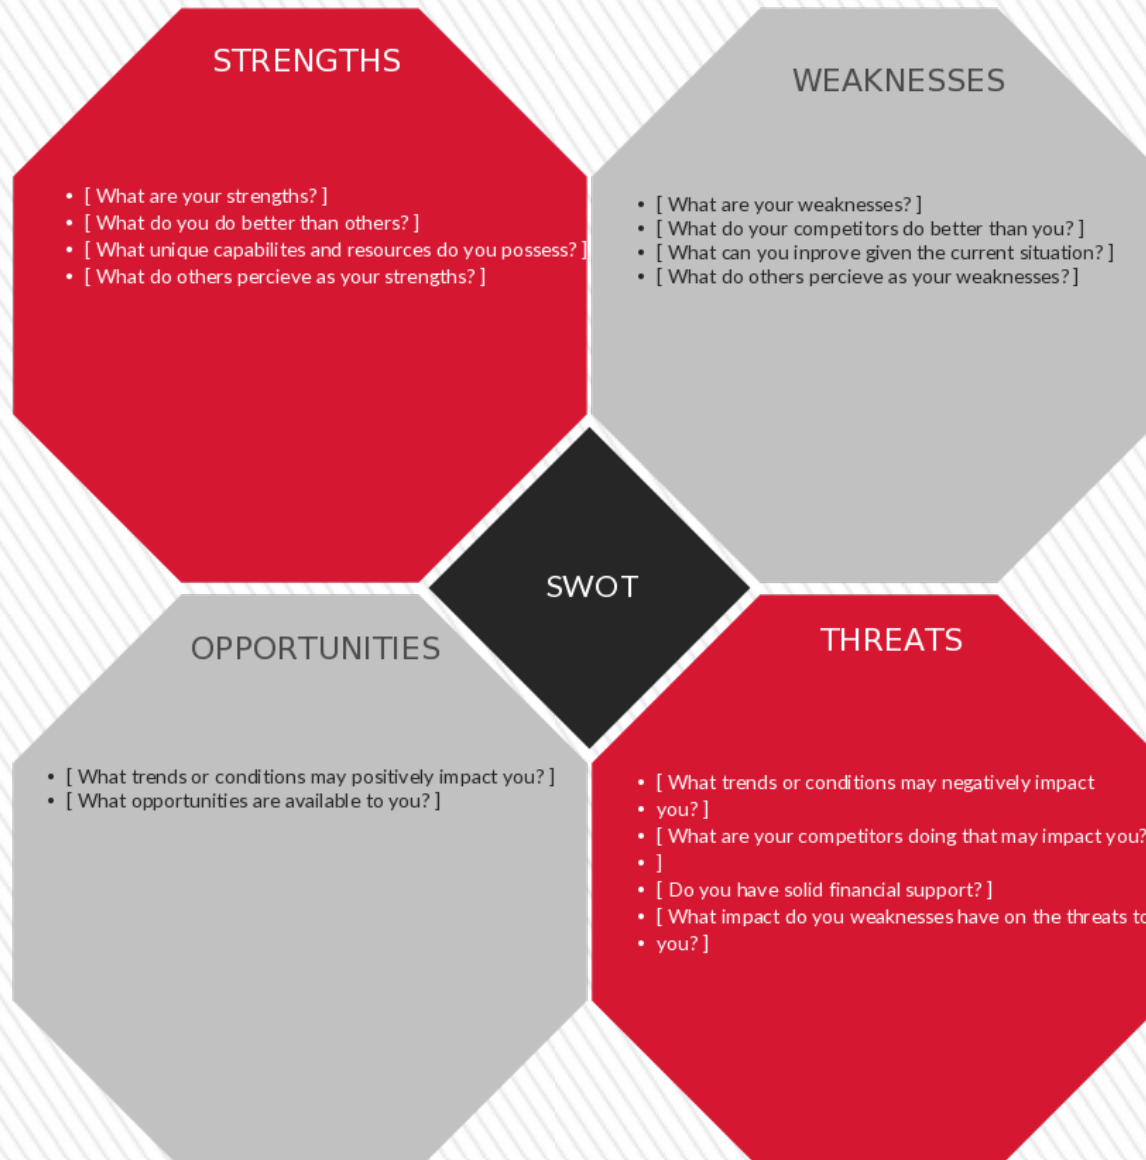 STRENGTHS
• [ What are your strengths? ]
• [ What do you do better than others? ]
• [ What unique capabilites and resources do you possess? ]
• [ What do others percieve as your strengths? ]
WEAKNESSES
• [ What are your weaknesses? ]
• [ What do your competitors do better than you? ]
• [ What can you inprove given the current situation? ]
• [ What do others percieve as your weaknesses? ]
SWOT
OPPORTUNITIES
• [ What trends or conditions may positively impact you? ]
• [ What opportunities are available to you? ]
THREATS
• [ What trends or conditions may negatively impact
• you? ]
• [ What are your competitors doing that may impact you?
• ]
• [ Do you have solid financial support? ]
• [ What impact do you weaknesses have on the threats to
• you? ]